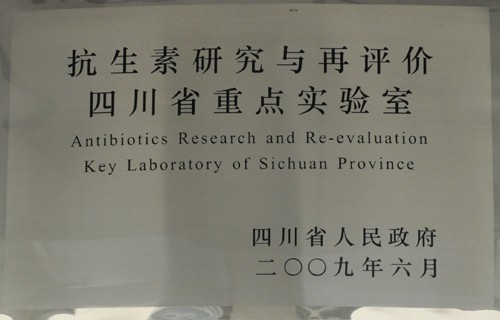 抗生素研究与再评价
四川省重点实验室
Antibiotics Research and Re-evaluation
Key Laboratory of Sichuan Province
四川省人民政府
二〇〇九年六月